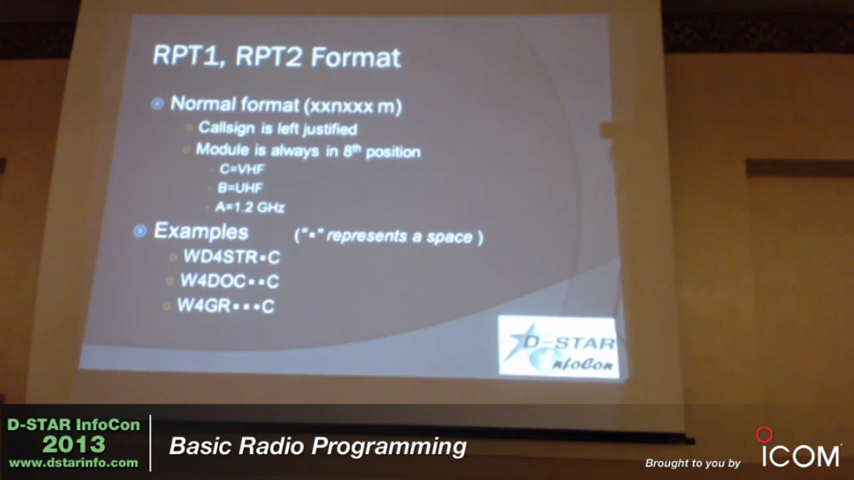 RPT1, RPT2 Format
Normal format (xxnxxx m)
Callsign is left justified
Module is always in 8th position
C=VHF
B=UHF
A=1.2 GHz
Examples ("▪" represents a space )
WD4STR▪C
W4DOC▪▪C
W4GR▪▪▪C
D-STAR
InfoCon
D-STAR InfoCon
2013
www.dstarinfo.com
Basic Radio Programming
Brought to you by
ICOM